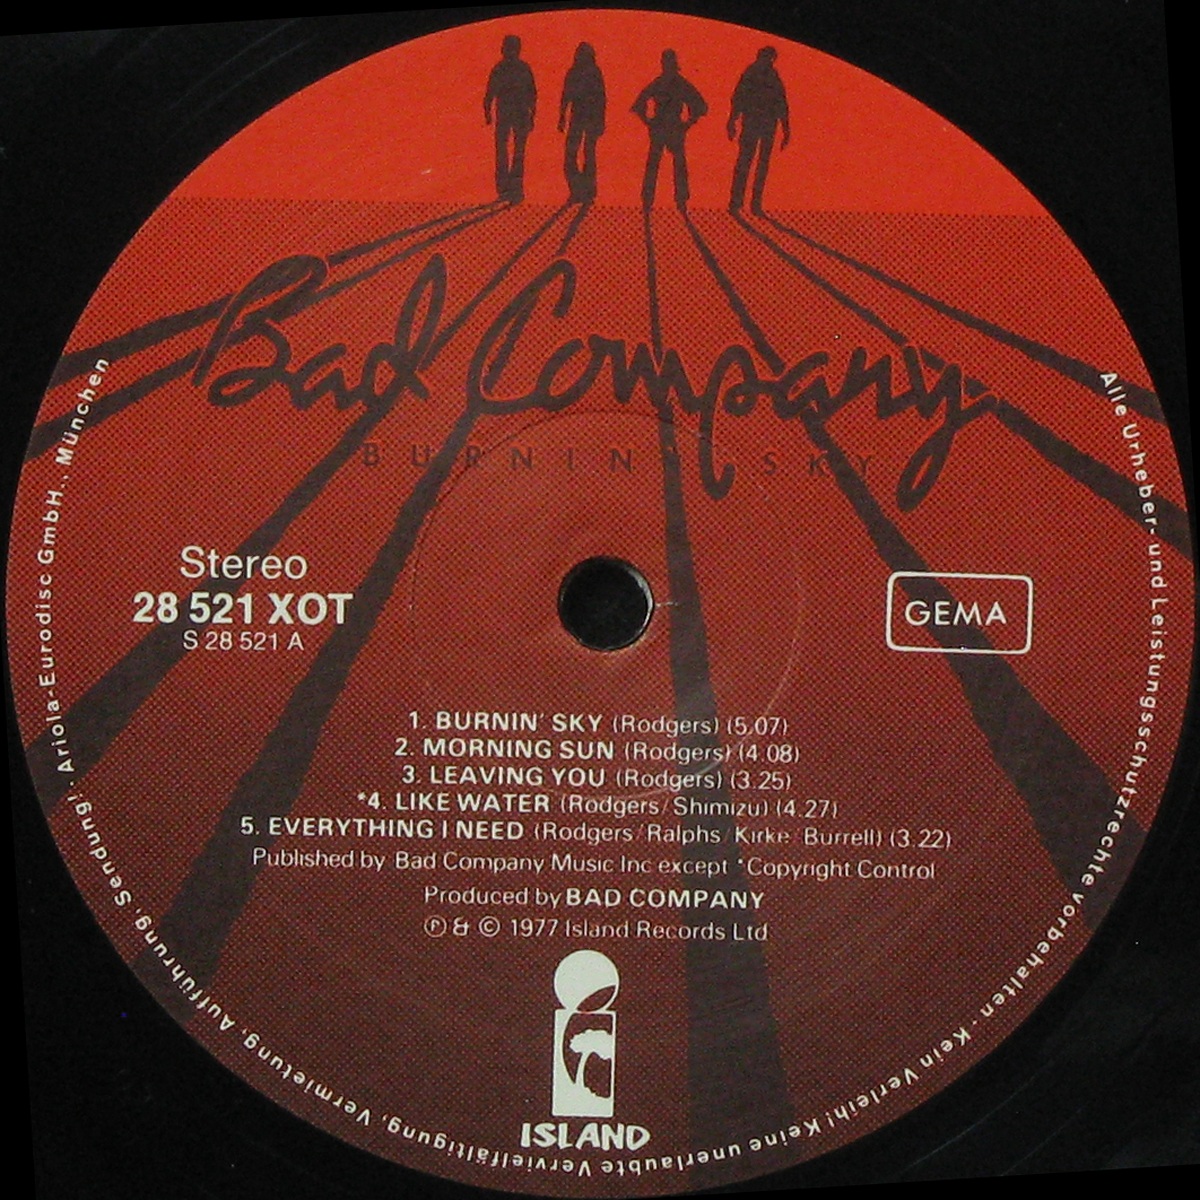 Bad Company
BURNIN' SKY
Stereo
28 521 XOT
S 28 521 A
GEMA
1. BURNIN' SKY (Rodgers) (5.07)
2. MORNING SUN (Rodgers) (4.08)
3. LEAVING YOU (Rodgers) (3.25)
*4. LIKE WATER (Rodgers/Shimizu) (4.27)
5. EVERYTHING I NEED (Rodgers/Ralphs/Kirke/Burrell) (3.22)
Published by Bad Company Music Inc except *Copyright Control
Produced by BAD COMPANY
℗ & © 1977 Island Records Ltd
ISLAND
Alle Urheber- und Leistungsschutzrechte vorbehalten - Kein Verleih! Keine unerlaubte Vervielfältigung, Vermietung, Aufführung, Sendung! Ariola-Eurodisc GmbH., München